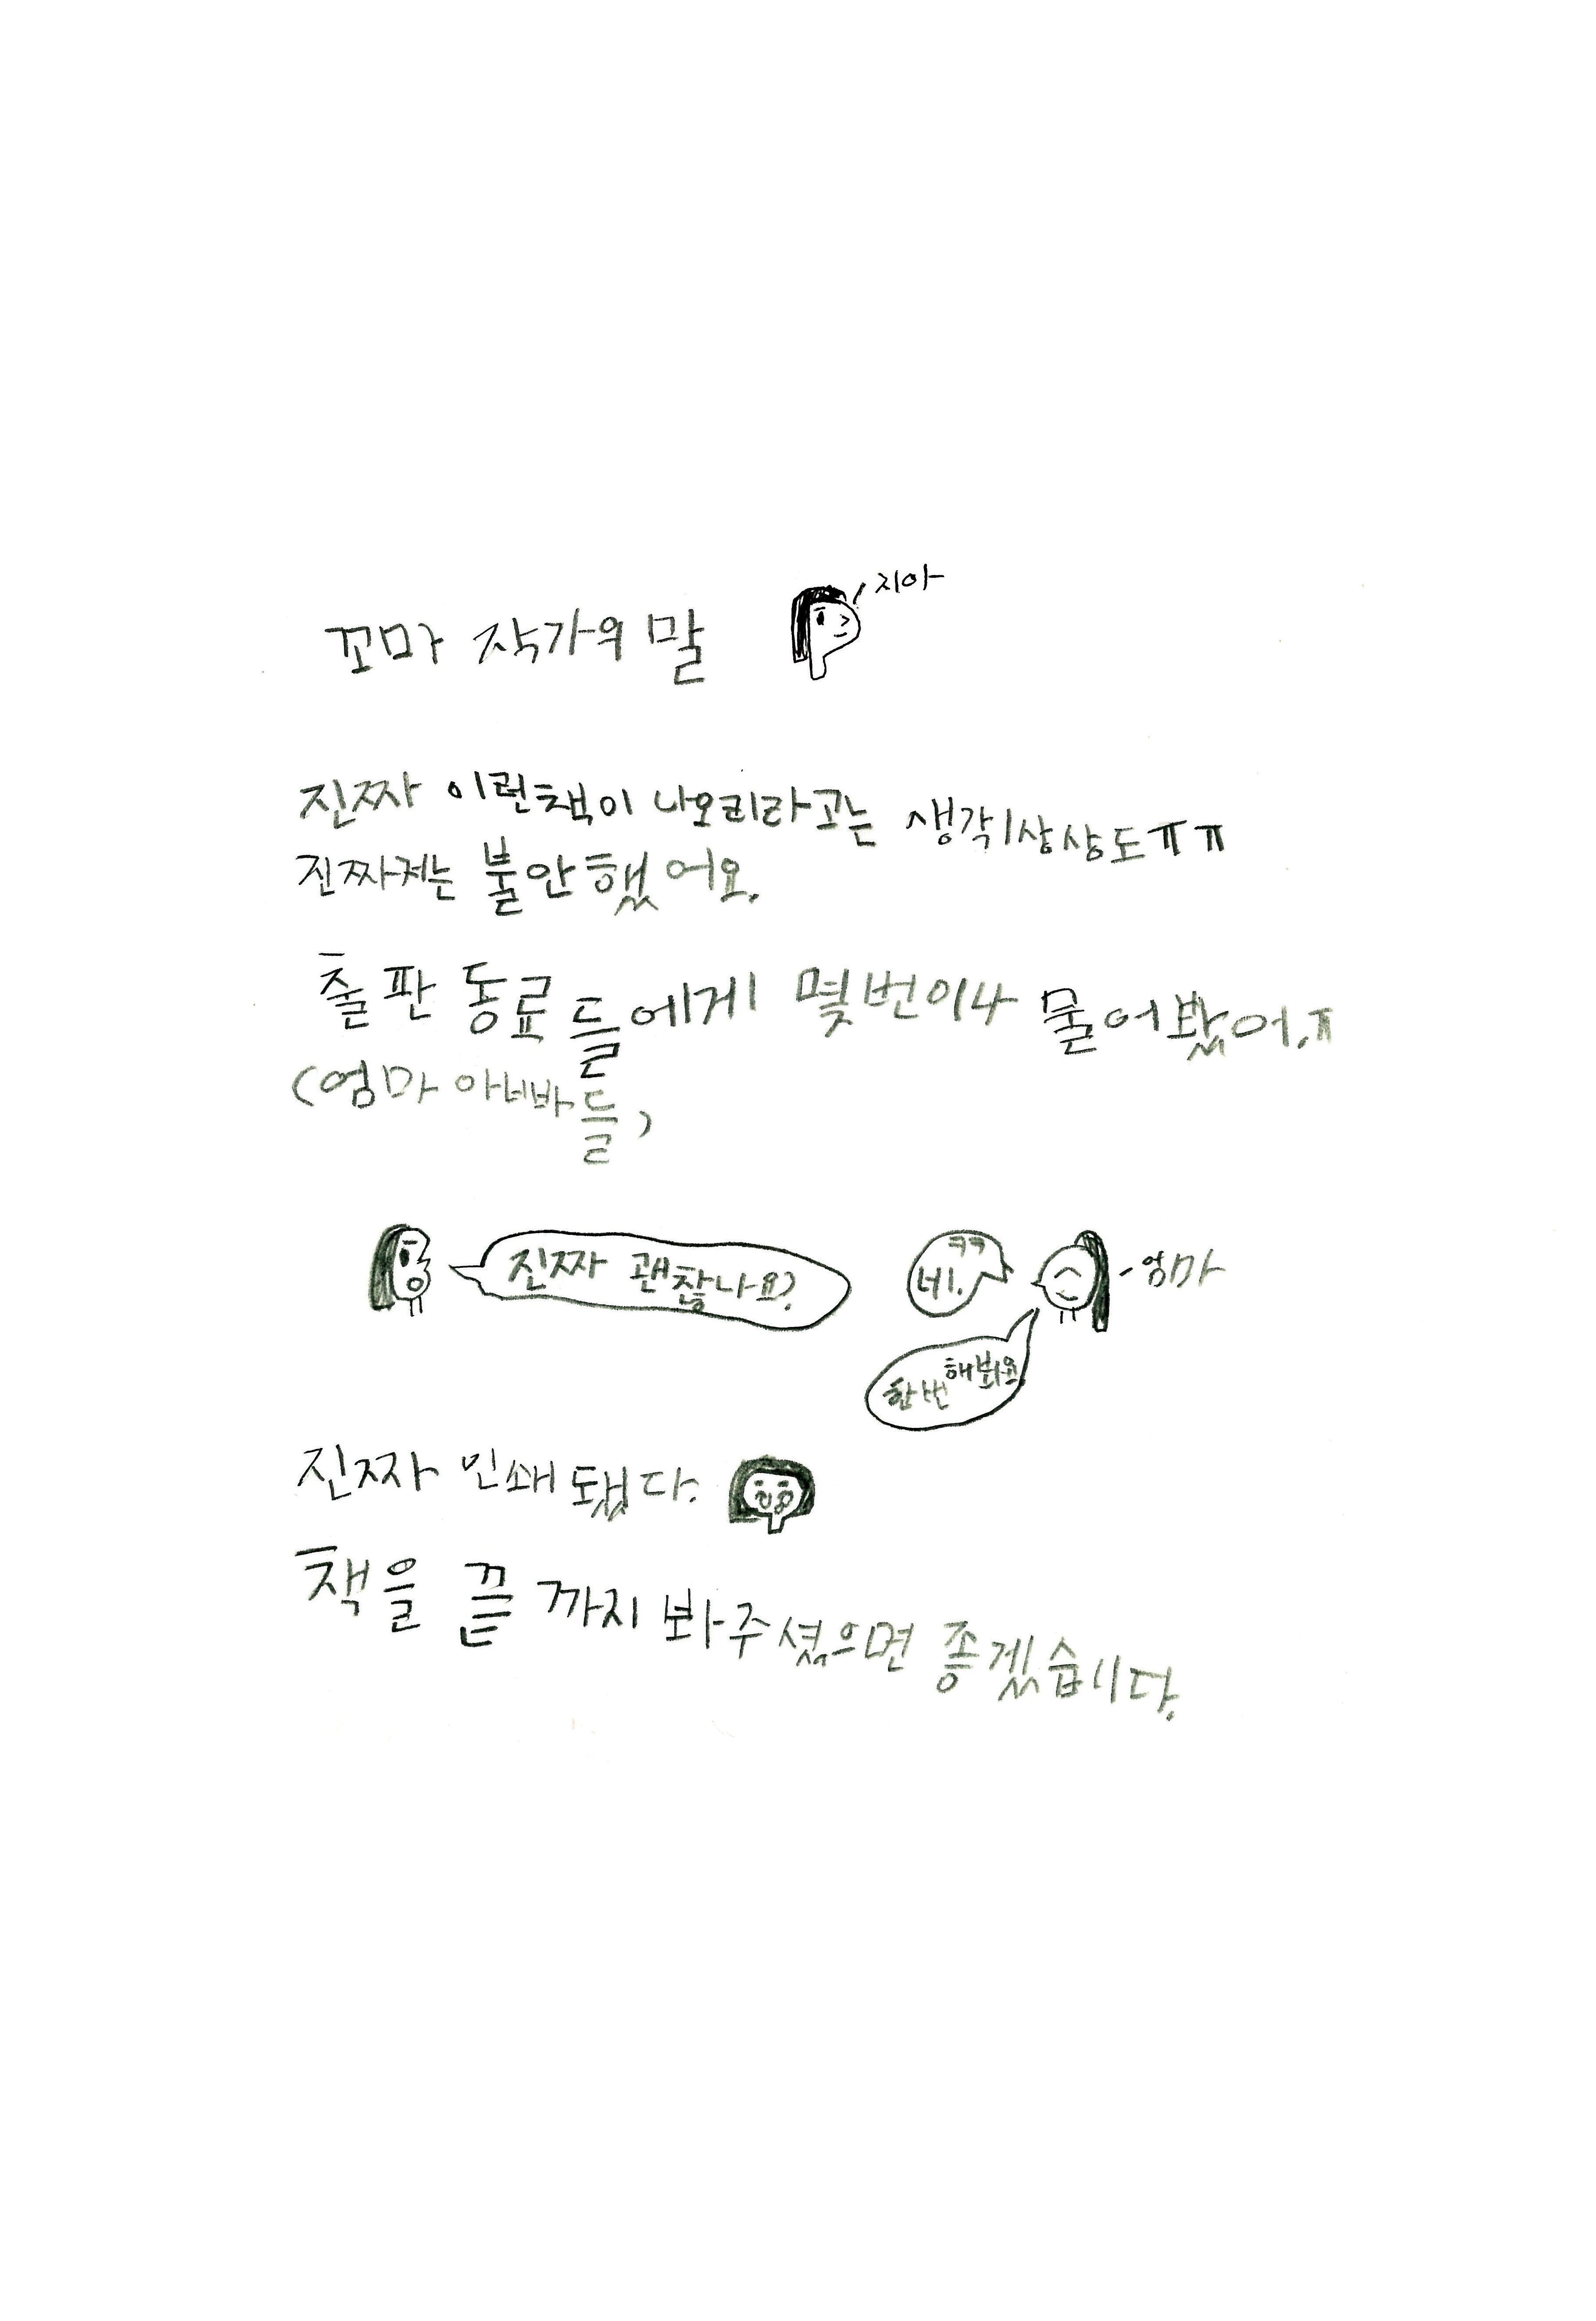 꼬마 작가의 말
지아
진짜 이런책이 나오리라고는 생각/상상도ㅠㅠ
진짜저는 불안했어요.
출판 동료들에게 몇번이나 물어봤어.ㅠ
(엄마 아빠들)
진짜 괜찮나요?
ㅋㅋ
네.
-엄마
한번 해봐요.
진짜 인쇄됐다.
책을 끝까지 봐주셨으면 좋겠습니다.